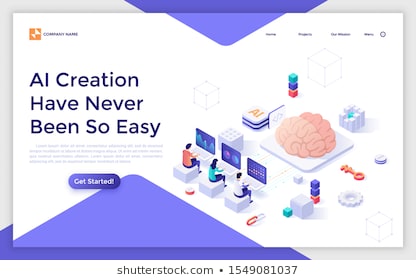 COMPANY NAME
Home
Projects
Our Mission
Menu
AI Creation
Have Never
Been So Easy
Get Started!
AI
shutterstock.com • 1549081037